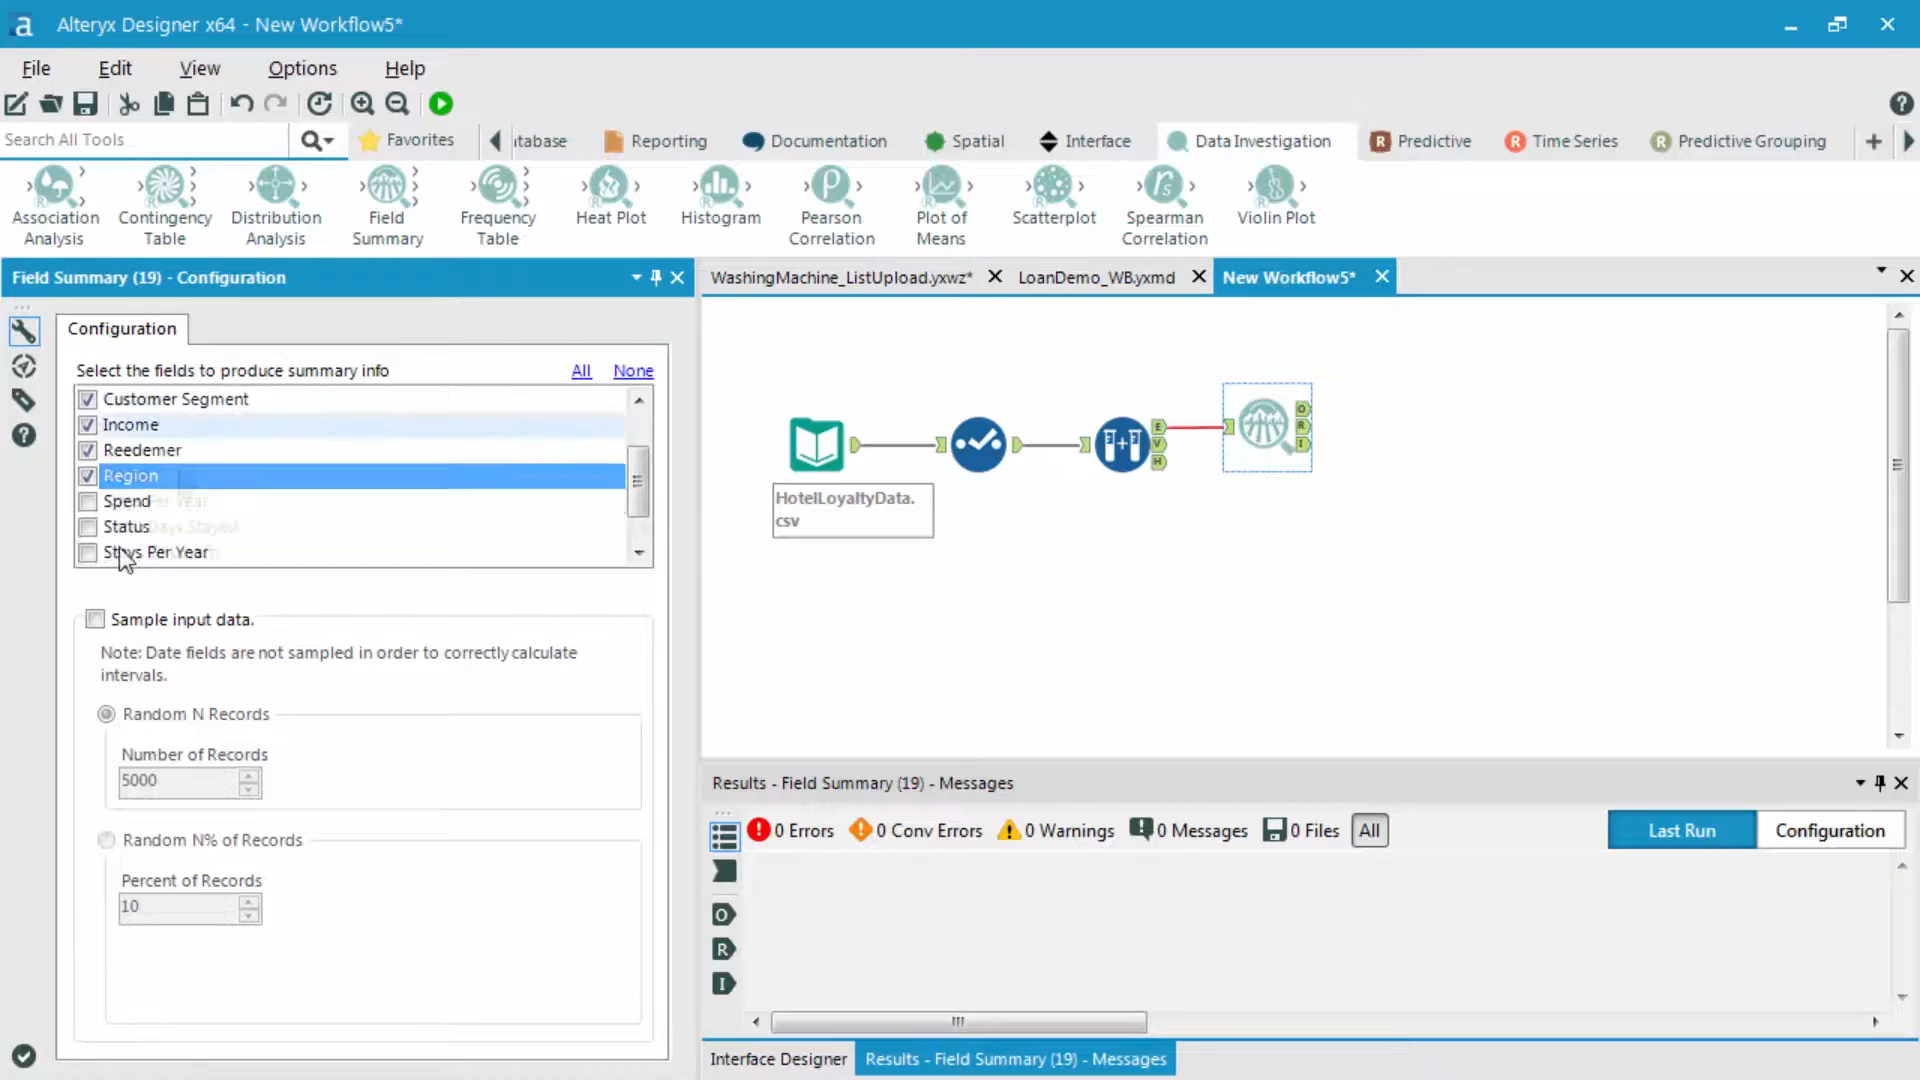 a Alteryx Designer x64 - New Workflow5*
File Edit View Options Help
Search All Tools
Favorites
itabase Reporting Documentation Spatial Interface Data Investigation Predictive Time Series Predictive Grouping
Association
Analysis
Contingency
Table
Distribution
Analysis
Field
Summary
Frequency
Table
Heat Plot
Histogram
Pearson
Correlation
Plot of
Means
Scatterplot
Spearman
Correlation
Violin Plot
Field Summary (19) - Configuration
WashingMachine_ListUpload.yxwz* LoanDemo_WB.yxmd New Workflow5*
Configuration
Select the fields to produce summary info All None
Customer Segment
Income
Reedemer
Region
Spend
Status
Stays Per Year
Sample input data.
Note: Date fields are not sampled in order to correctly calculate
intervals.
Random N Records
Number of Records
5000
Random N% of Records
Percent of Records
10
HotelLoyaltyData.
csv
E
V
H
O
R
I
Results - Field Summary (19) - Messages
0 Errors 0 Conv Errors 0 Warnings 0 Messages 0 Files All Last Run Configuration
O
R
I
Interface Designer Results - Field Summary (19) - Messages